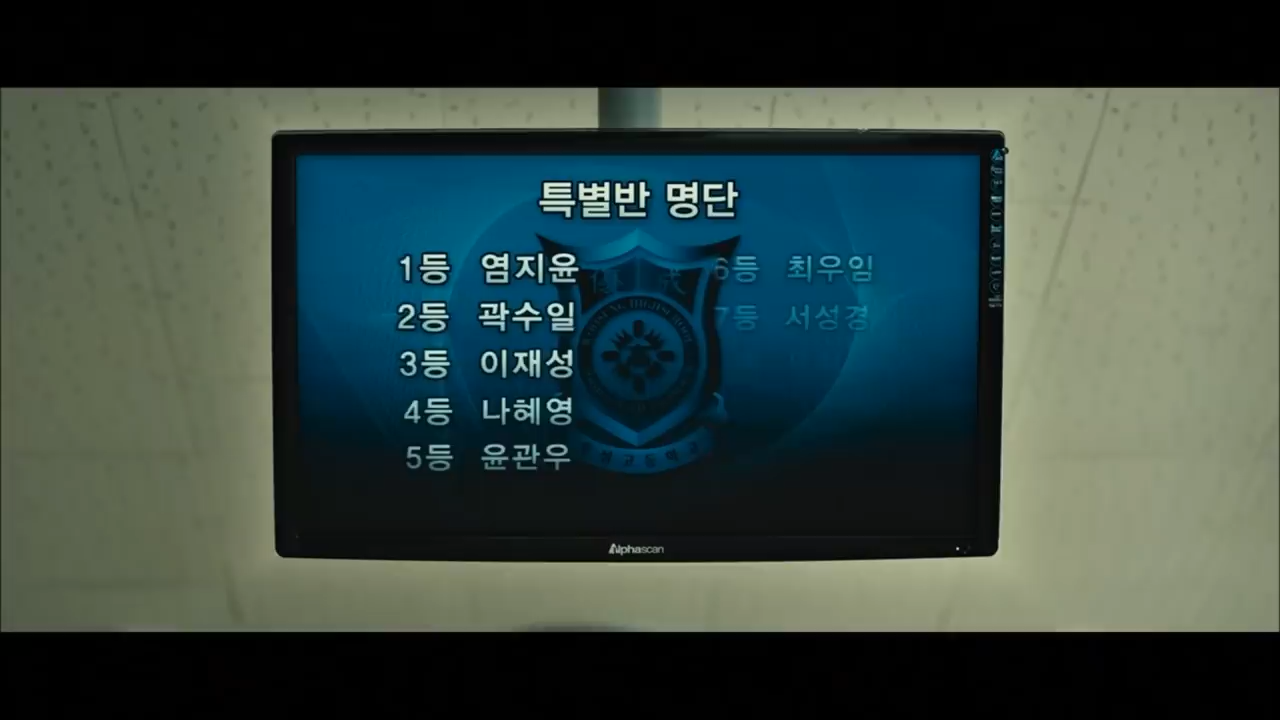 특별반 명단
1등 염지윤
2등 곽수일
3등 이재성
4등 나혜영
5등 윤관우
6등 최우임
7등 서성경
Alphascan